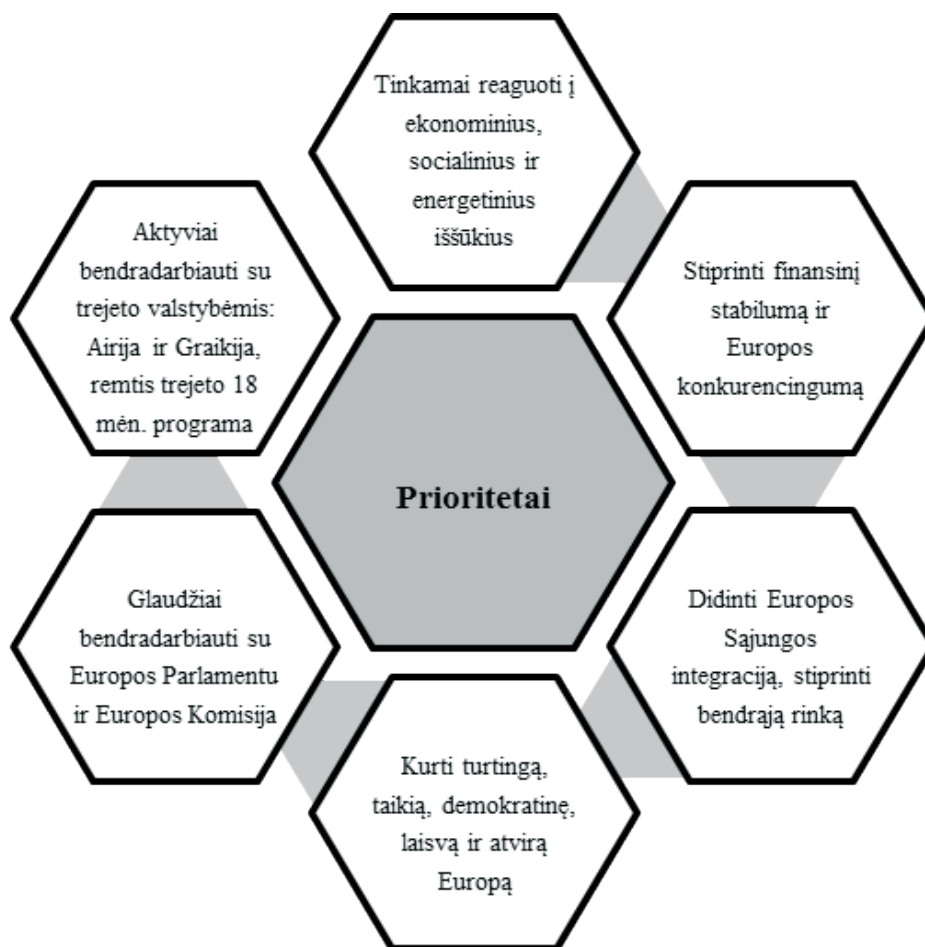 Tinkamai reaguoti į
ekonominius,
socialinius ir
energetinius
iššūkius
Stiprinti finansinį
stabilumą ir
Europos
konkurencingumą
Didinti Europos
Sąjungos
integraciją, stiprinti
bendrąją rinką
Kurti turtingą,
taikią, demokratinę,
laisvą ir atvirą
Europą
Glaudžiai
bendradarbiauti su
Europos Parlamentu
ir Europos Komisija
Aktyviai
bendradarbiauti su
trejeto valstybėmis:
Airija ir Graikija,
remtis trejeto 18
mėn. programa
Prioritetai